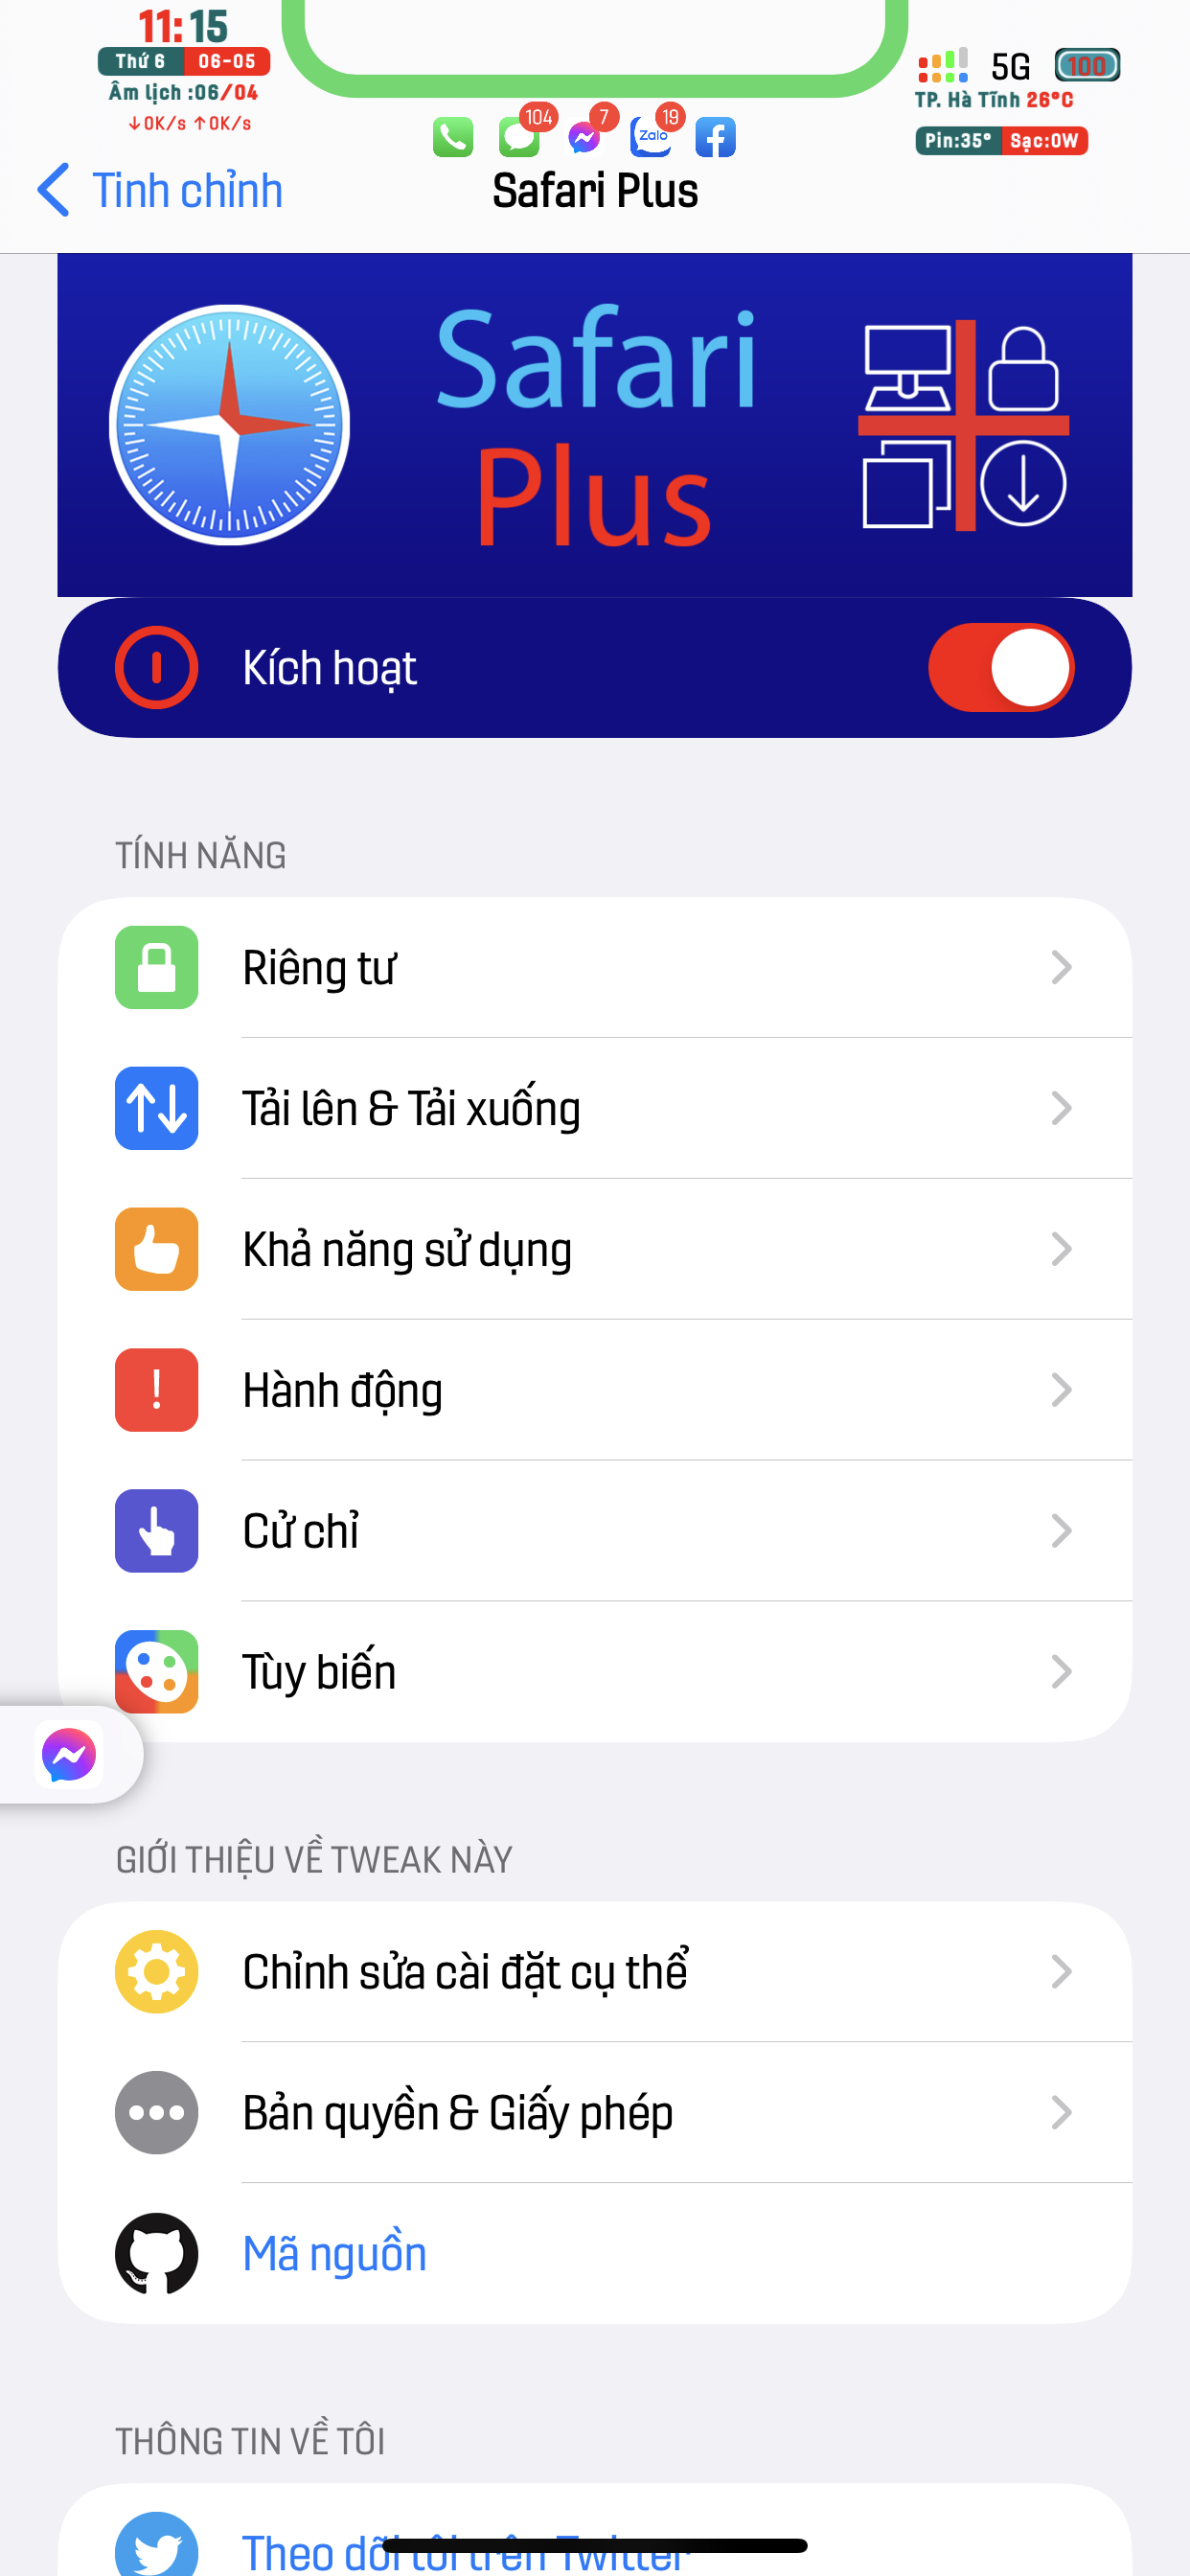 11:15
Thứ 6 06-05
Âm lịch :06/04
↓0K/s ↑0K/s
104 7 19
Zalo
5G 100
TP. Hà Tĩnh 26°C
Pin:35° Sạc:0W
Tinh chỉnh
Safari Plus
Safari
Plus
Kích hoạt
TÍNH NĂNG
Riêng tư
Tải lên & Tải xuống
Khả năng sử dụng
Hành động
Cử chỉ
Tùy biến
GIỚI THIỆU VỀ TWEAK NÀY
Chỉnh sửa cài đặt cụ thể
Bản quyền & Giấy phép
Mã nguồn
THÔNG TIN VỀ TÔI
Theo dõi tôi trên Twitter